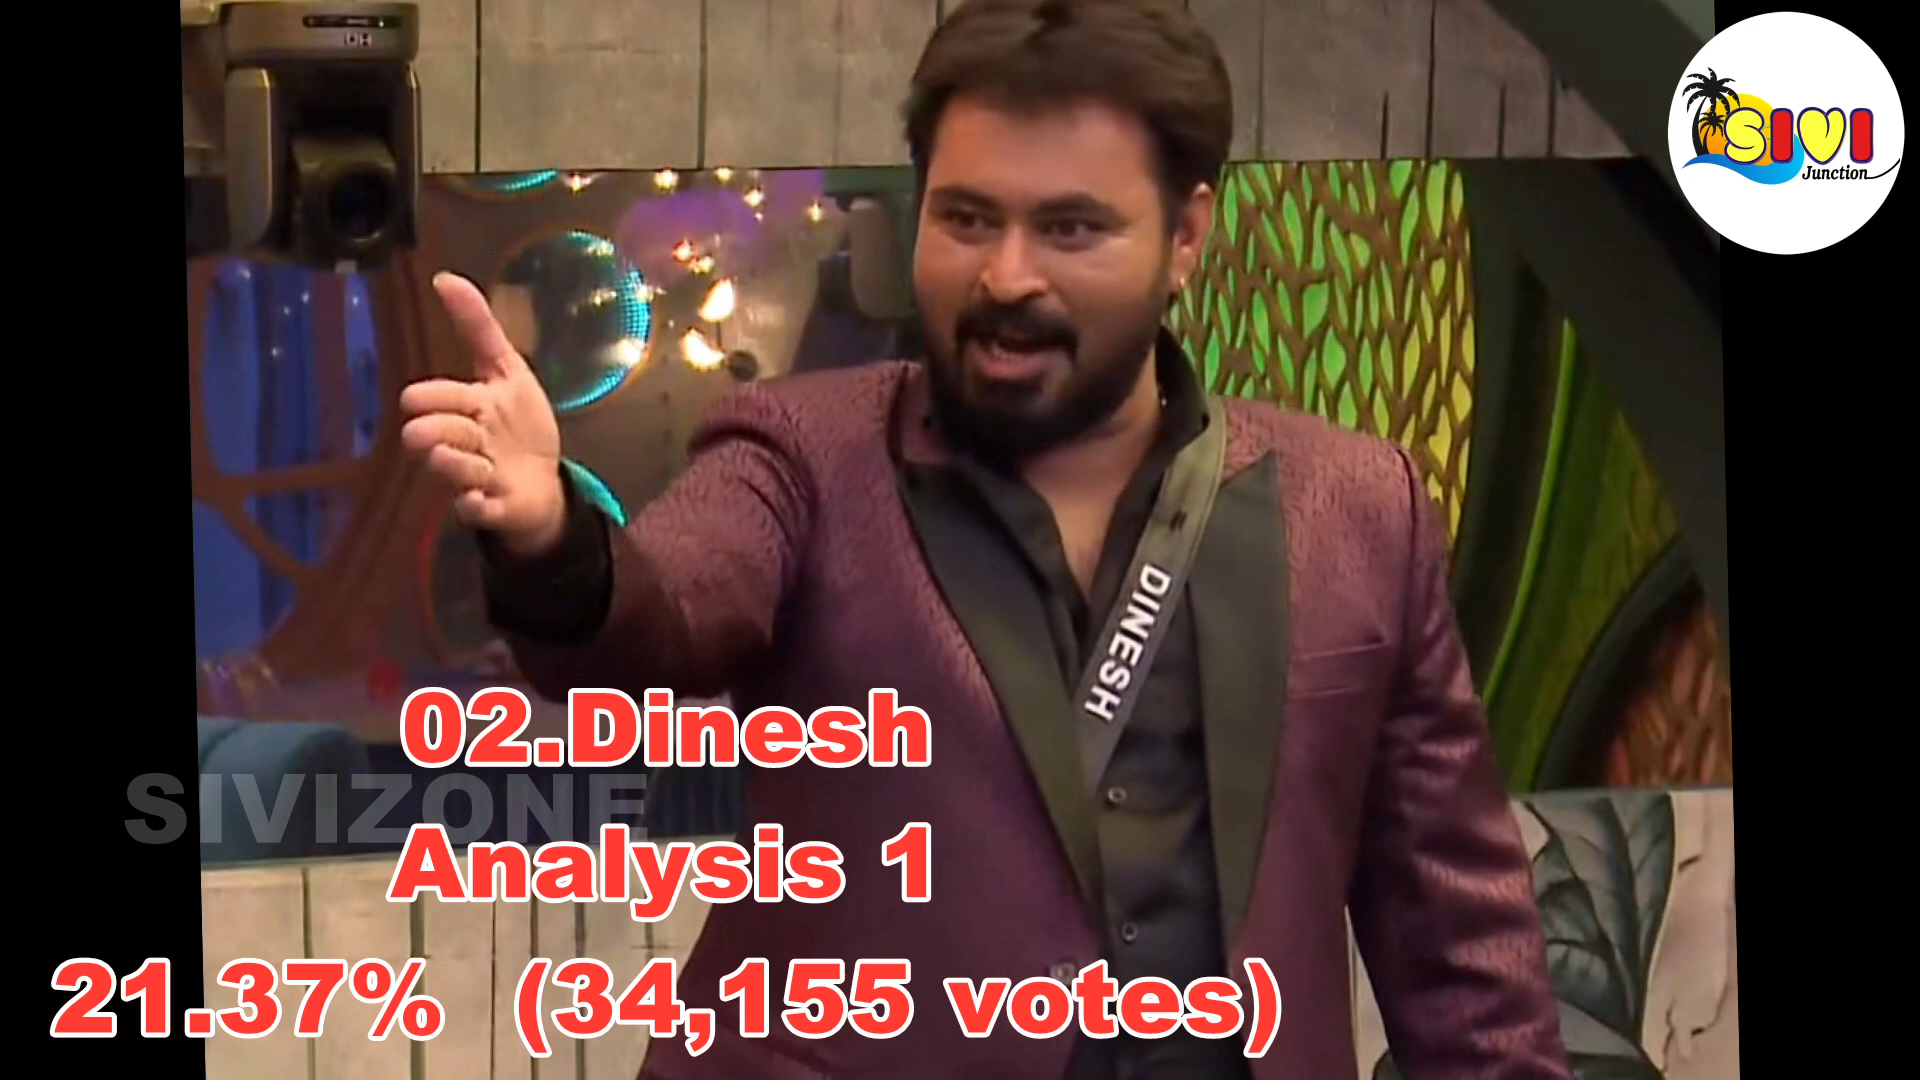 SIVI
Junction
DINESH
02.Dinesh
SIVIZONE
Analysis 1
21.37% (34,155 votes)